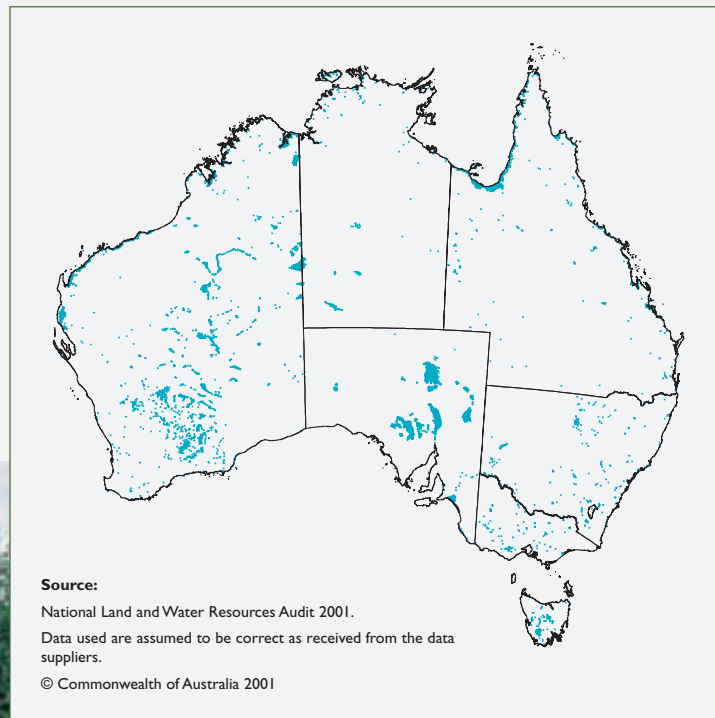 Source:
National Land and Water Resources Audit 2001.
Data used are assumed to be correct as received from the data
suppliers.
© Commonwealth of Australia 2001